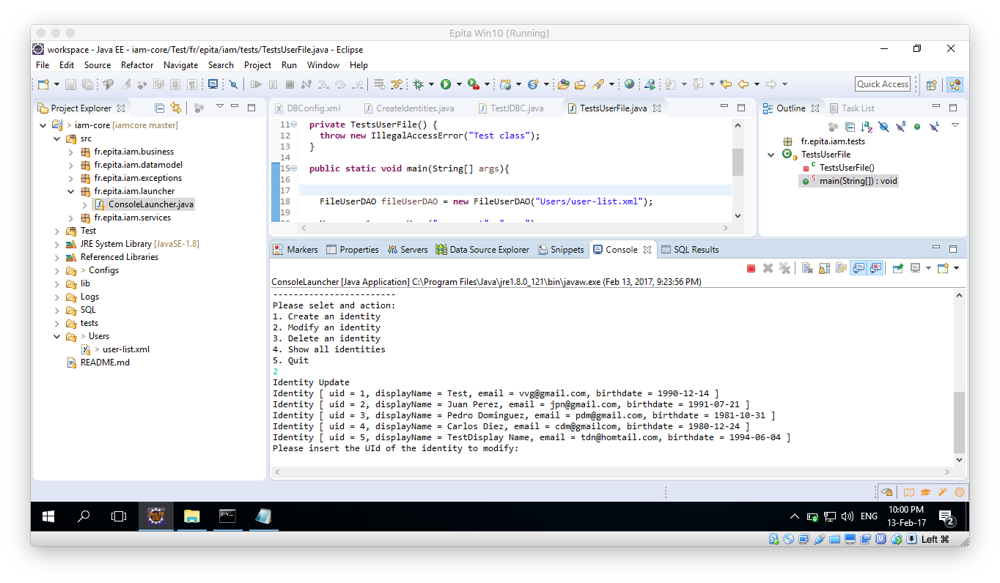 Epita Win10 [Running]
workspace - Java EE - iam-core/Test/fr/epita/iam/tests/TestsUserFile.java - Eclipse
File Edit Source Refactor Navigate Search Project Run Window Help
Quick Access
Project Explorer
iam-core [iamcore master]
src
fr.epita.iam.business
fr.epita.iam.datamodel
fr.epita.iam.exceptions
fr.epita.iam.launcher
ConsoleLauncher.java
fr.epita.iam.services
Test
JRE System Library [JavaSE-1.8]
Referenced Libraries
> Configs
lib
Logs
SQL
tests
> Users
> user-list.xml
README.md
DBConfig.xml CreateIdentities.java TestJDBC.java TestsUserFile.java
11 private TestsUserFile() {
12 throw new IllegalAccessError("Test class");
13 }
14
15 public static void main(String[] args){
16
17
18 FileUserDAO fileUserDAO = new FileUserDAO("Users/user-list.xml");
19
Outline Task List
fr.epita.iam.tests
TestsUserFile
TestsUserFile()
main(String[]) : void
Markers Properties Servers Data Source Explorer Snippets Console SQL Results
ConsoleLauncher [Java Application] C:\Program Files\Java\jre1.8.0_121\bin\javaw.exe (Feb 13, 2017, 9:23:56 PM)
------------------------
Please selet and action:
1. Create an identity
2. Modify an identity
3. Delete an identity
4. Show all identities
5. Quit
2
Identity Update
Identity [ uid = 1, displayName = Test, email = vvg@gmail.com, birthdate = 1990-12-14 ]
Identity [ uid = 2, displayName = Juan Perez, email = jpn@gmail.com, birthdate = 1991-07-21 ]
Identity [ uid = 3, displayName = Pedro Dominguez, email = pdm@gmail.com, birthdate = 1981-10-31 ]
Identity [ uid = 4, displayName = Carlos Diez, email = cdm@gmailcom, birthdate = 1980-12-24 ]
Identity [ uid = 5, displayName = TestDisplay Name, email = tdn@homtail.com, birthdate = 1994-06-04 ]
Please insert the UId of the identity to modify:
ENG
10:00 PM
13-Feb-17
2
Left ⌘